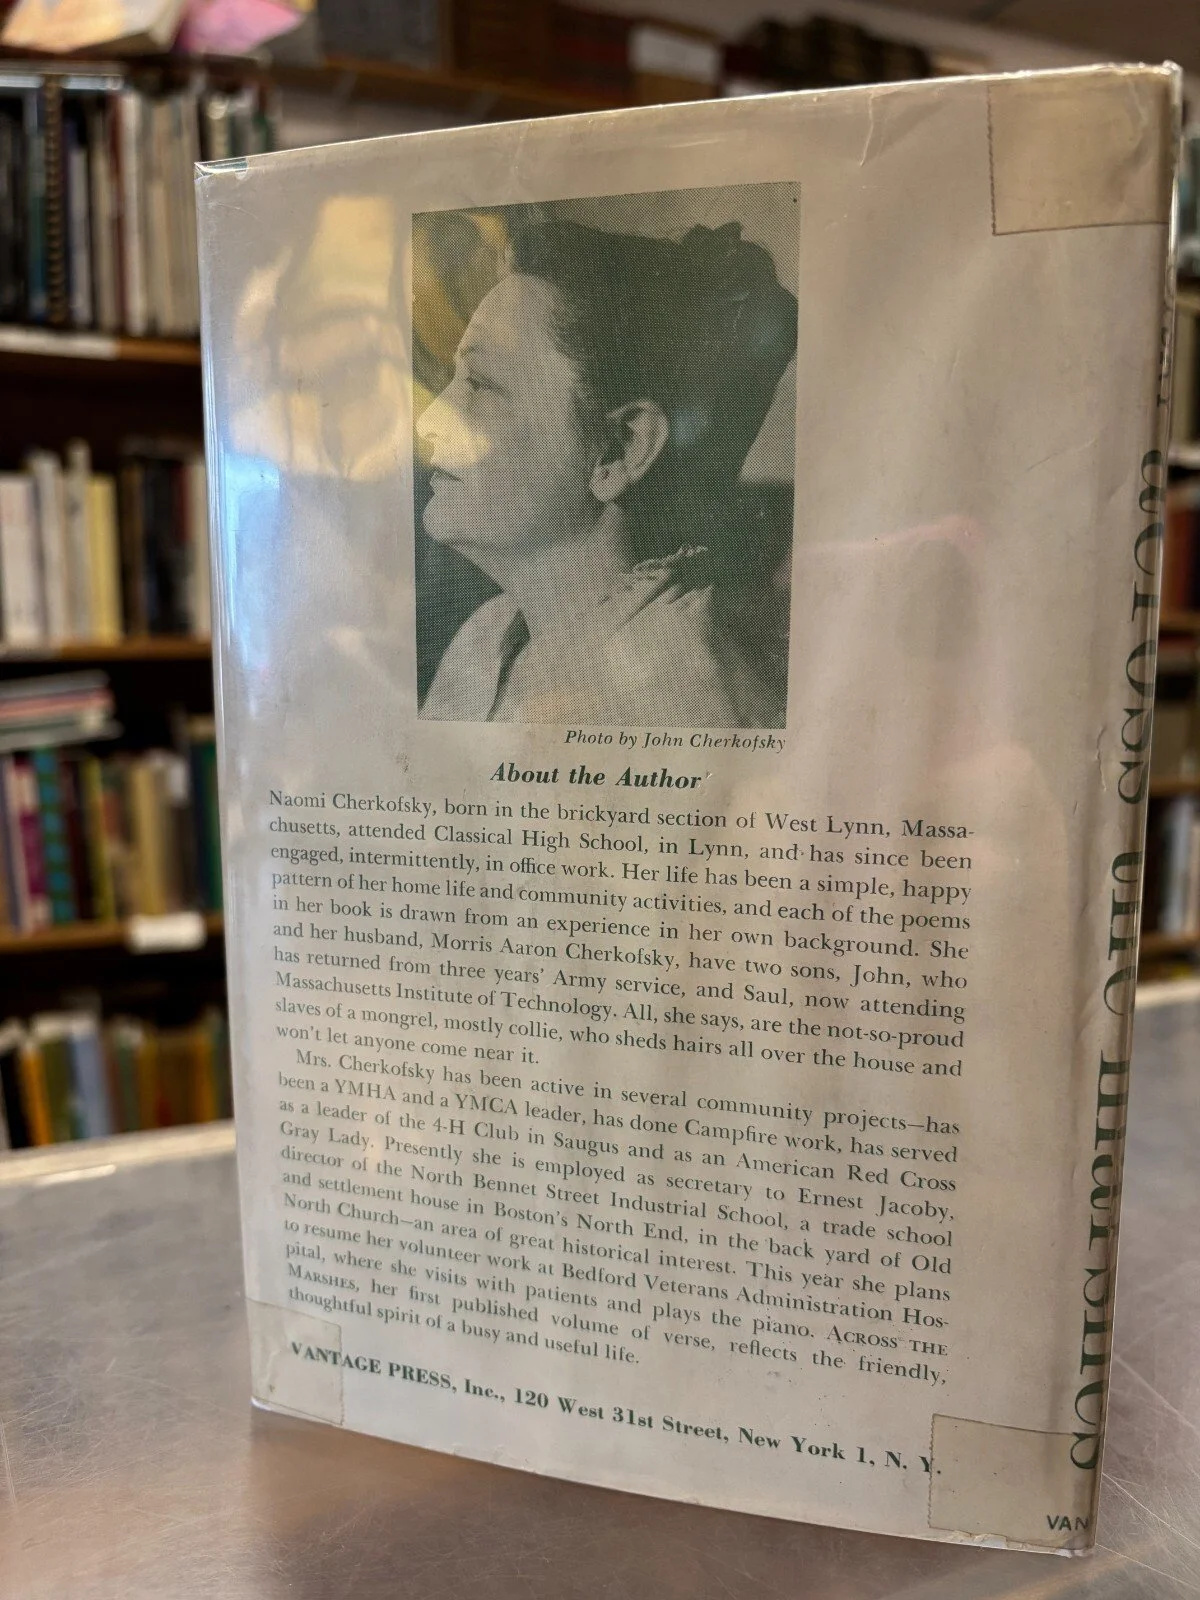 Photo by John Cherkofsky
About the Author
Naomi Cherkofsky, born in the brickyard section of West Lynn, Massa-
chusetts, attended Classical High School, in Lynn, and has since been
engaged, intermittently, in office work. Her life has been a simple, happy
pattern of her home life and community activities, and each of the poems
in her book is drawn from an experience in her own background. She
and her husband, Morris Aaron Cherkofsky, have two sons, John, who
has returned from three years' Army service, and Saul, now attending
Massachusetts Institute of Technology. All, she says, are the not-so-proud
slaves of a mongrel, mostly collie, who sheds hairs all over the house and
won't let anyone come near it.
Mrs. Cherkofsky has been active in several community projects—has
been a YMHA and a YMCA leader, has done Campfire work, has served
as a leader of the 4-H Club in Saugus and as an American Red Cross
Gray Lady. Presently she is employed as secretary to Ernest Jacoby,
director of the North Bennet Street Industrial School, a trade school
and settlement house in Boston's North End, in the back yard of Old
North Church—an area of great historical interest. This year she plans
to resume her volunteer work at Bedford Veterans Administration Hos-
pital, where she visits with patients and plays the piano. ACROSS THE
MARSHES, her first published volume of verse, reflects the friendly,
thoughtful spirit of a busy and useful life.
VANTAGE PRESS, Inc., 120 West 31st Street, New York 1, N. Y.
across the marshes
VAN